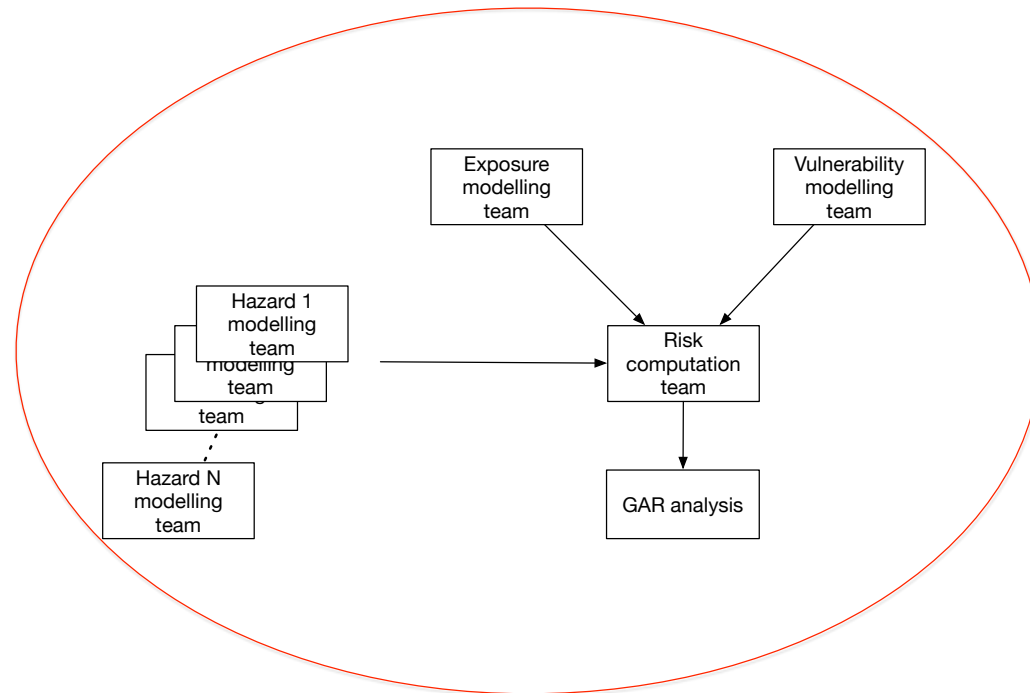 Exposure
modelling
team
Vulnerability
modelling
team
Hazard 1
modelling
team
modelling
team
team
Hazard N
modelling
team
Risk
computation
team
GAR analysis